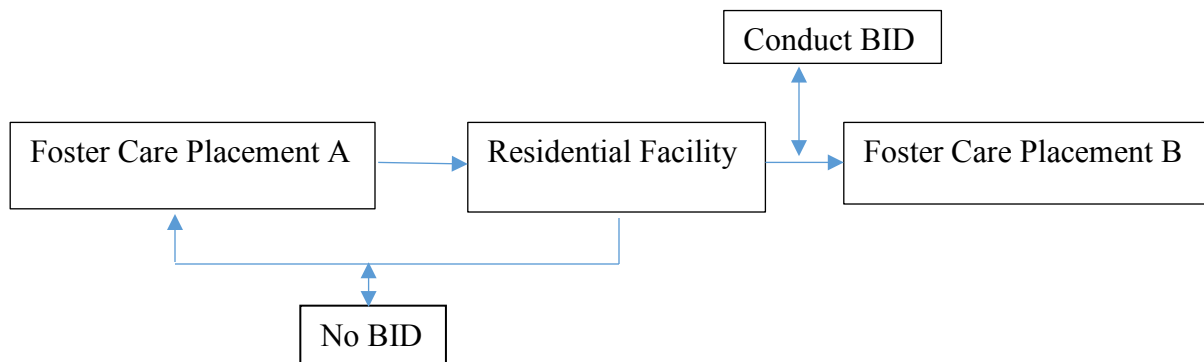 Conduct BID
Foster Care Placement A
Residential Facility
Foster Care Placement B
No BID